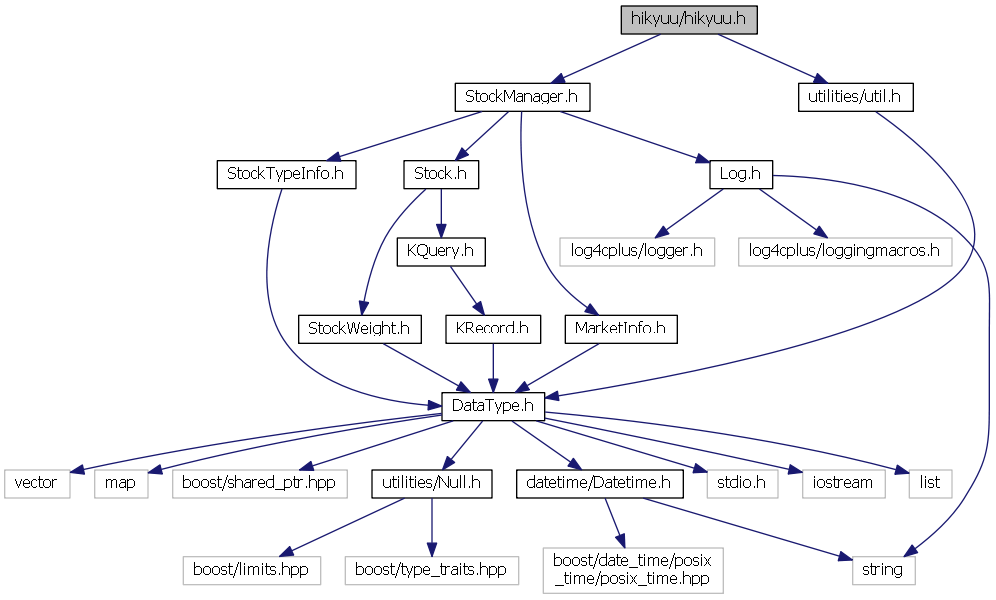 hikyuu/hikyuu.h
StockManager.h
utilities/util.h
StockTypeInfo.h
Stock.h
Log.h
KQuery.h
log4cplus/logger.h
log4cplus/loggingmacros.h
StockWeight.h
KRecord.h
MarketInfo.h
DataType.h
vector
map
boost/shared_ptr.hpp
utilities/Null.h
datetime/Datetime.h
stdio.h
iostream
list
boost/limits.hpp
boost/type_traits.hpp
boost/date_time/posix
_time/posix_time.hpp
string